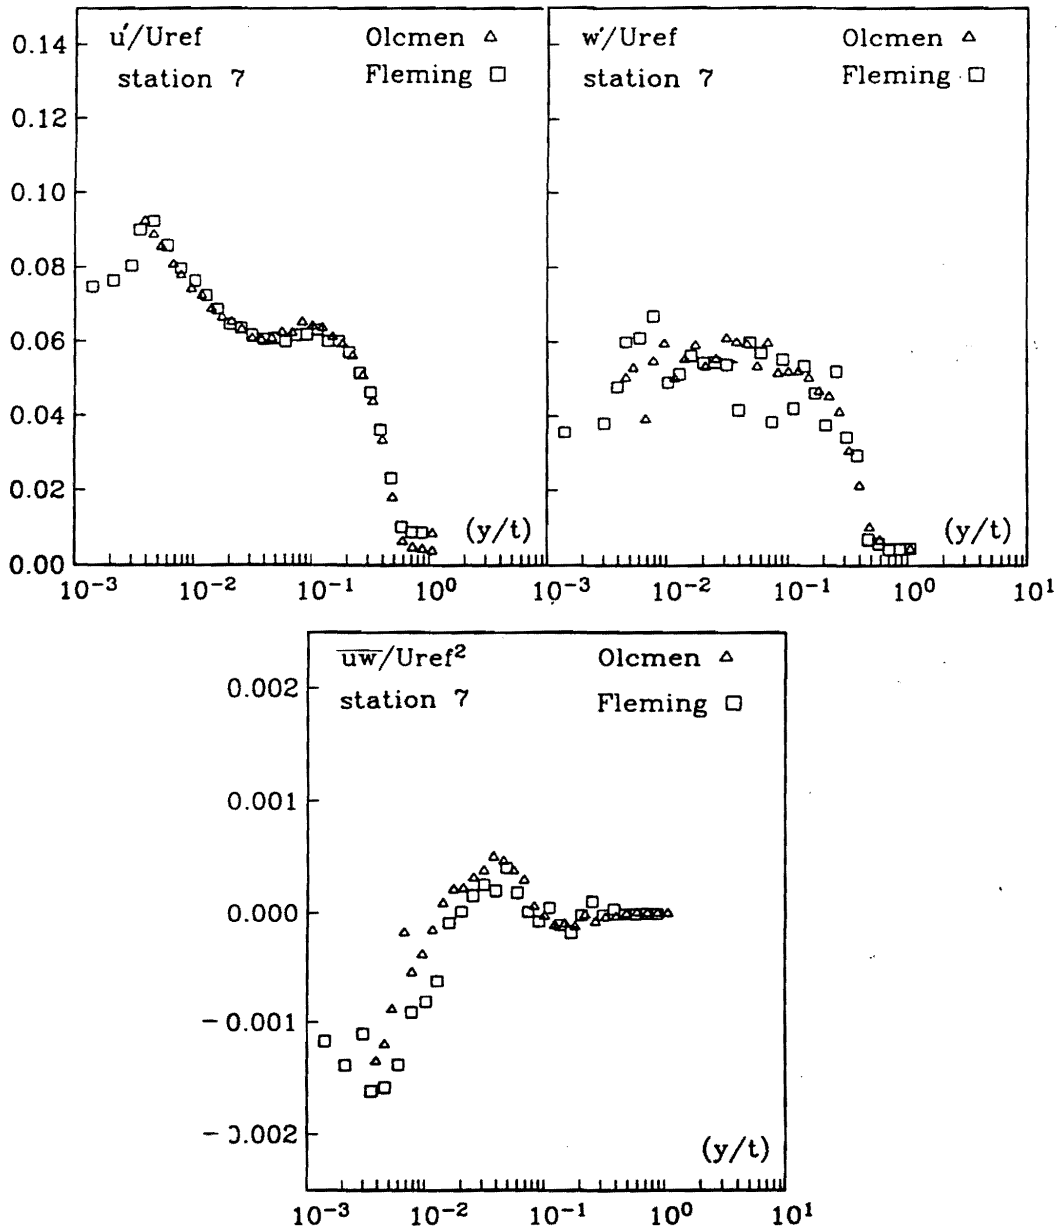 u′/Uref Olcmen △
station 7 Fleming □
0.14
0.12
0.10
0.08
0.06
0.04
0.02
0.00
(y/t)
10⁻³ 10⁻² 10⁻¹ 10⁰
w′/Uref Olcmen △
station 7 Fleming □
(y/t)
10⁻³ 10⁻² 10⁻¹ 10⁰ 10¹
u̅w̅/Uref² Olcmen △
station 7 Fleming □
0.002
0.001
0.000
-0.001
-0.002
(y/t)
10⁻³ 10⁻² 10⁻¹ 10⁰ 10¹